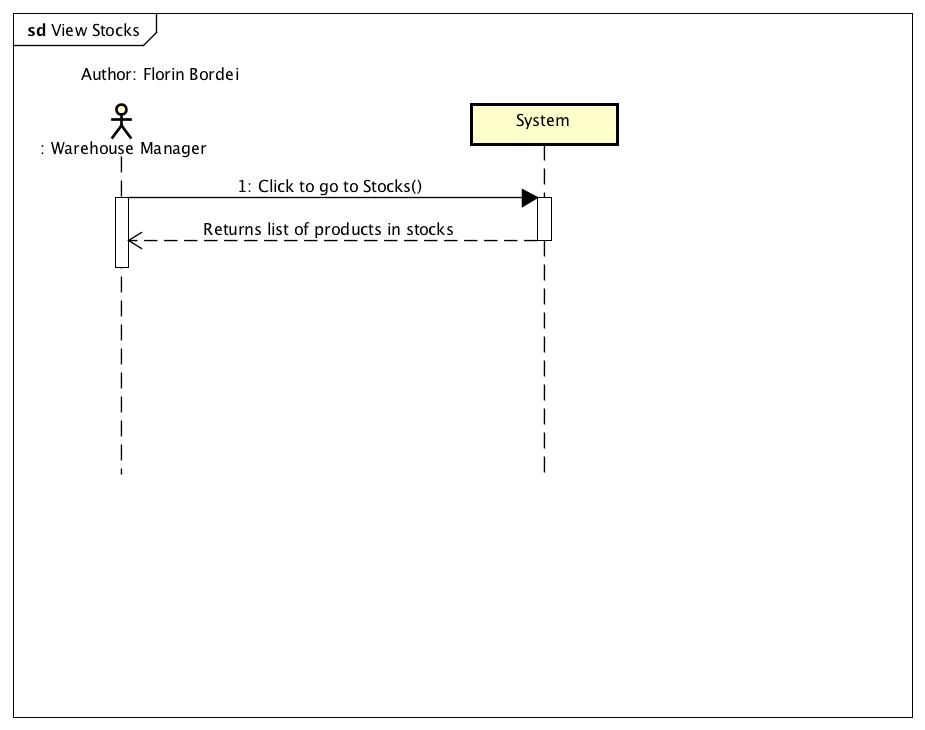 sd View Stocks
Author: Florin Bordei
System
: Warehouse Manager
1: Click to go to Stocks()
Returns list of products in stocks